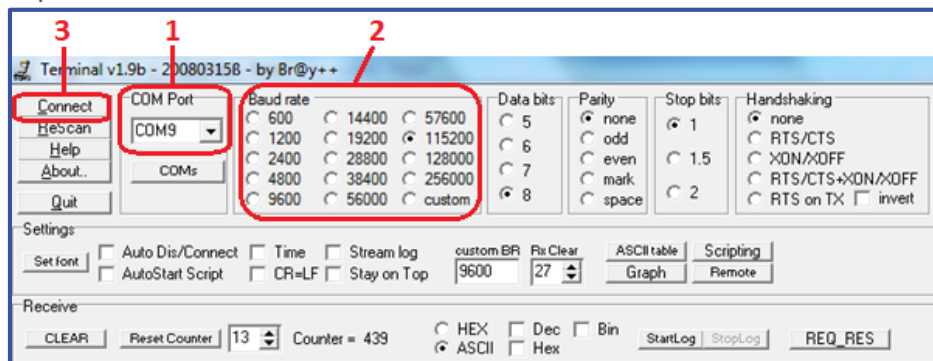 3 1 2
Terminal v1.9b - 20080315ß - by Br@y++
Connect
ReScan
Help
About..
Quit
COM Port
COM9
COMs
Baud rate
600 14400 57600
1200 19200 115200
2400 28800 128000
4800 38400 256000
9600 56000 custom
Data bits
5
6
7
8
Parity
none
odd
even
mark
space
Stop bits
1
1.5
2
Handshaking
none
RTS/CTS
XON/XOFF
RTS/CTS+XON/XOFF
RTS on TX invert
Settings
Set font
Auto Dis/Connect Time Stream log
AutoStart Script CR=LF Stay on Top
custom BR Rx Clear
9600 27
ASCII table Scripting
Graph Remote
Receive
CLEAR Reset Counter 13 Counter = 439
HEX Dec Bin
ASCII Hex
StartLog StopLog REQ_RES